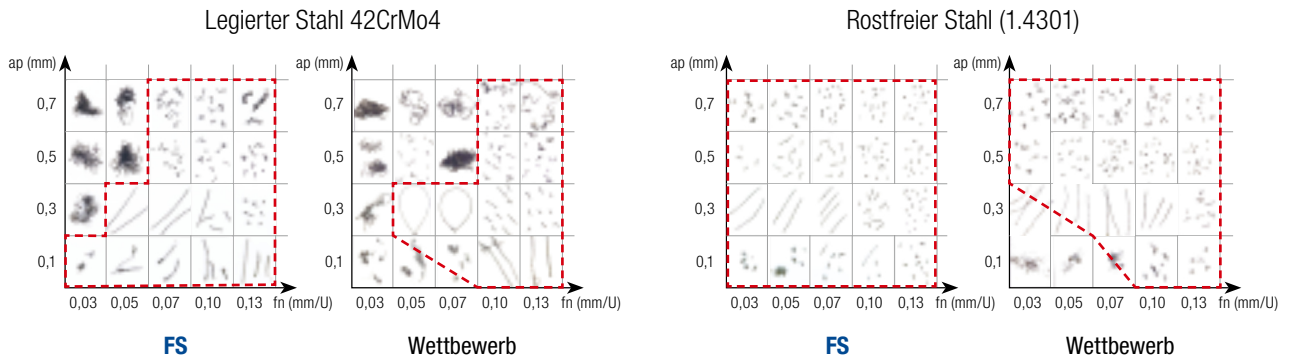 Legierter Stahl 42CrMo4
Rostfreier Stahl (1.4301)
ap (mm)
0,7
0,5
0,3
0,1
0,03 0,05 0,07 0,10 0,13 fn (mm/U)
FS
ap (mm)
0,7
0,5
0,3
0,1
0,03 0,05 0,07 0,10 0,13 fn (mm/U)
Wettbewerb
ap (mm)
0,7
0,5
0,3
0,1
0,03 0,05 0,07 0,10 0,13 fn (mm/U)
FS
ap (mm)
0,7
0,5
0,3
0,1
0,03 0,05 0,07 0,10 0,13 fn (mm/U)
Wettbewerb